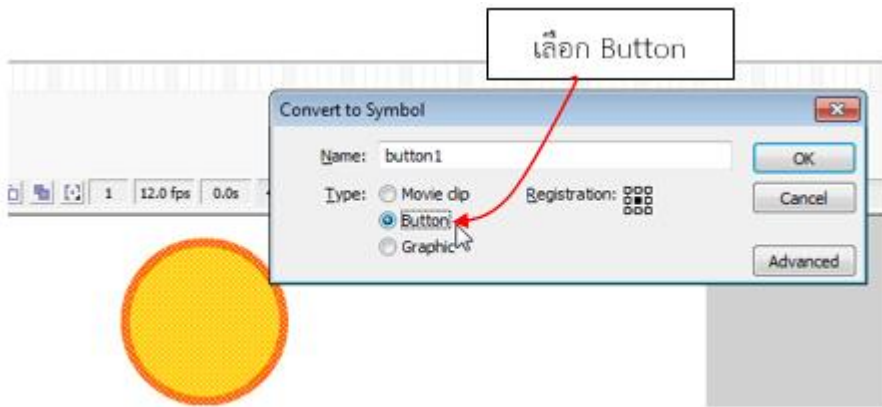 เลือก Button
Convert to Symbol
Name: button1
OK
1 12.0 fps 0.0s
Type: Movie clip Registration:
Cancel
Button
Graphic
Advanced